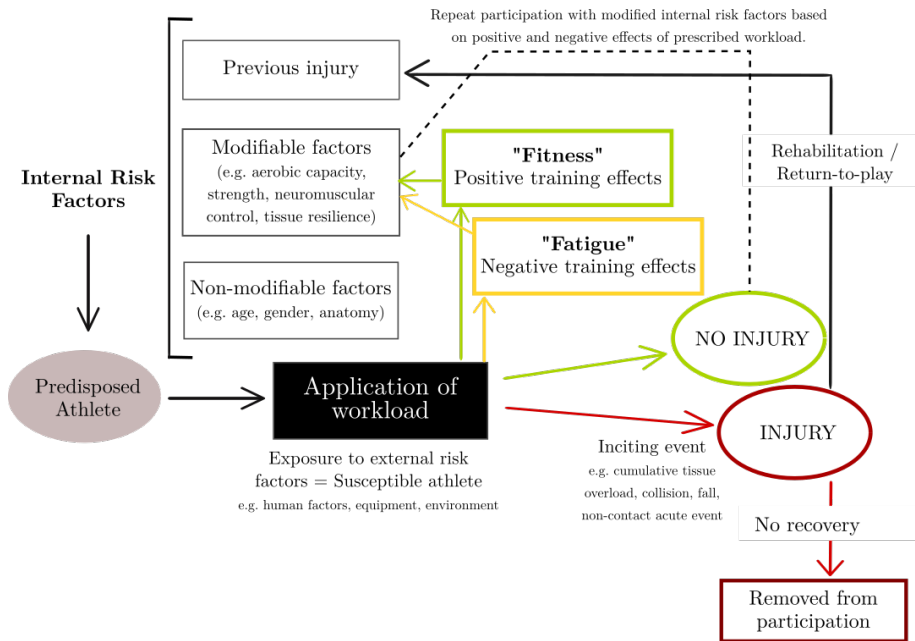 Repeat participation with modified internal risk factors based
on positive and negative effects of prescribed workload.
Previous injury
Modifiable factors
(e.g. aerobic capacity,
strength, neuromuscular
control, tissue resilience)
Non-modifiable factors
(e.g. age, gender, anatomy)
Internal Risk
Factors
"Fitness"
Positive training effects
"Fatigue"
Negative training effects
Rehabilitation /
Return-to-play
Predisposed
Athlete
Application of
workload
Exposure to external risk
factors = Susceptible athlete
e.g. human factors, equipment, environment
NO INJURY
INJURY
Inciting event
e.g. cumulative tissue
overload, collision, fall,
non-contact acute event
No recovery
Removed from
participation